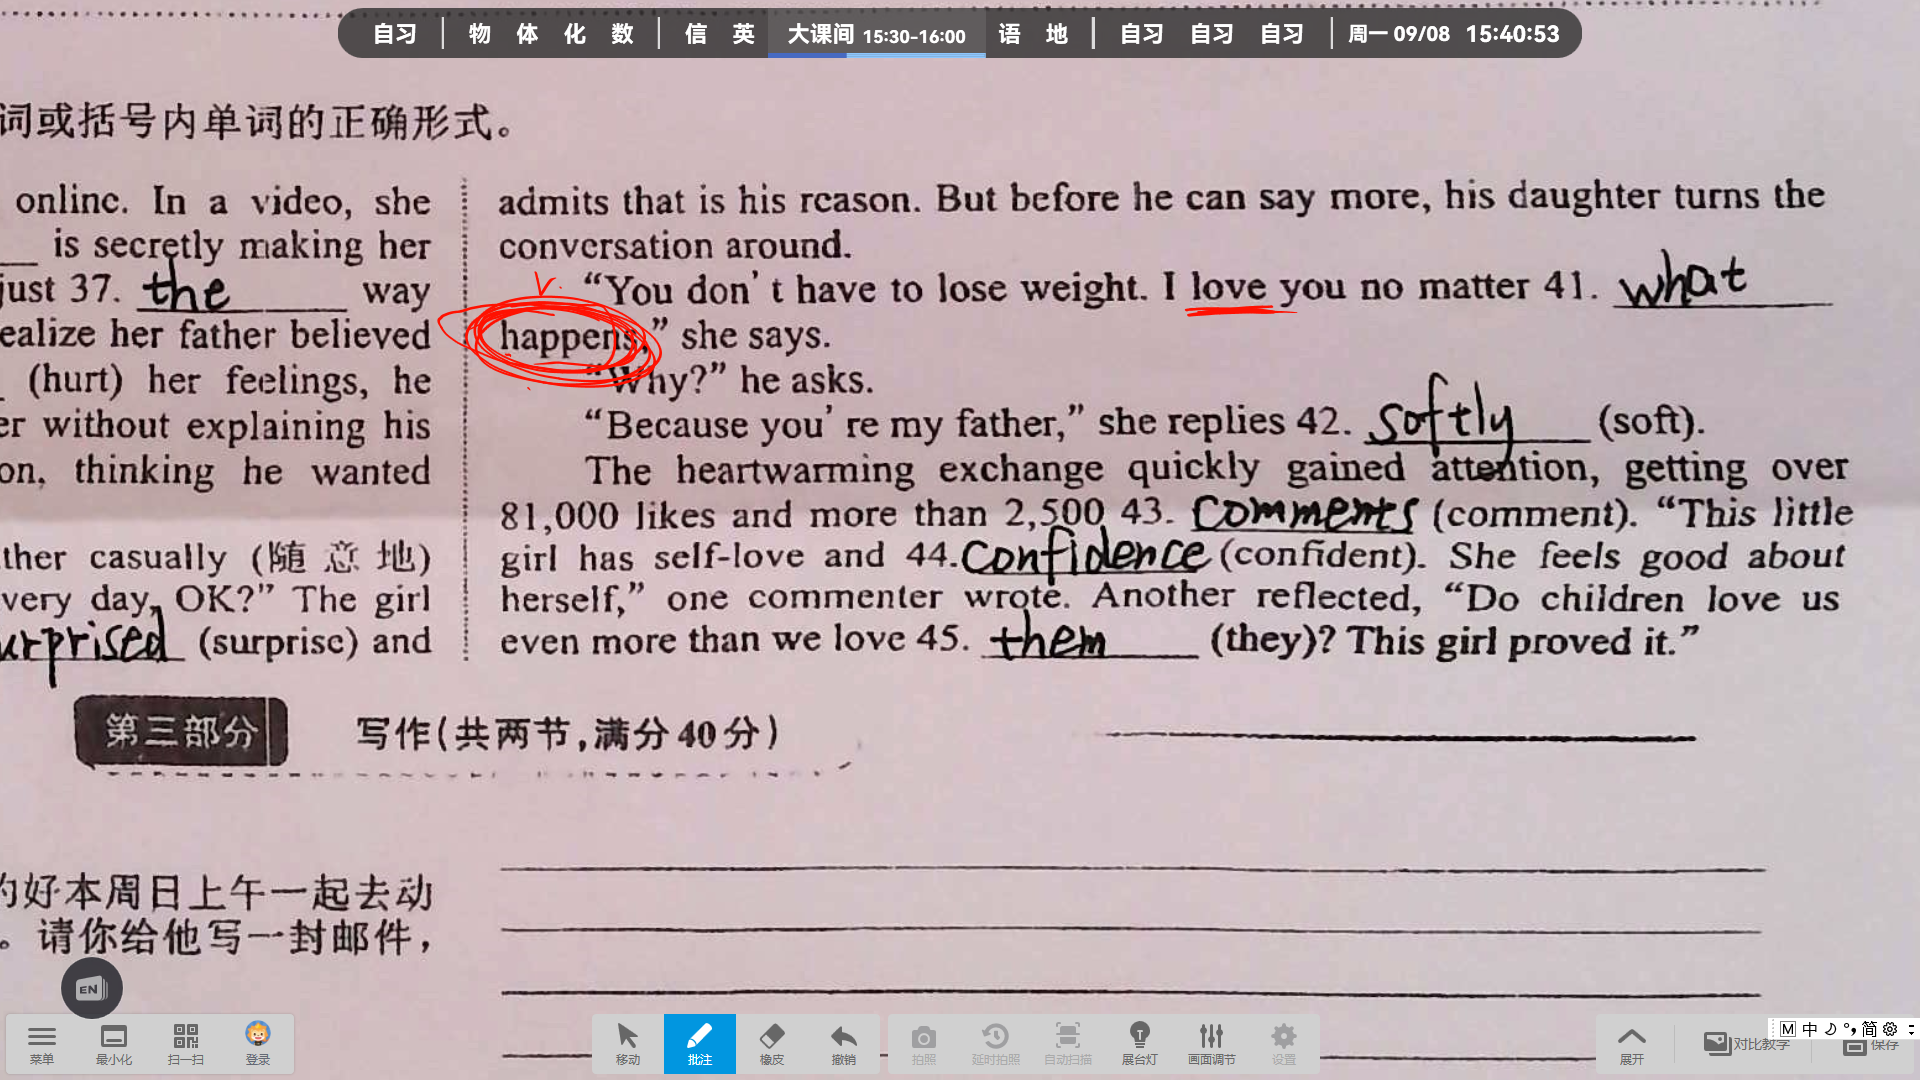 自习 物 体 化 数 信 英 大课间 15:30-16:00 语 地 自习 自习 自习 周一 09/08 15:40:53
词或括号内单词的正确形式。
online. In a video, she
is secretly making her
just 37. the way
ealize her father believed
(hurt) her feelings, he
er without explaining his
on, thinking he wanted
ther casually (随意地)
very day, OK?" The girl
urprised (surprise) and
admits that is his reason. But before he can say more, his daughter turns the
conversation around.
"You don't have to lose weight. I love you no matter 41. what
happens," she says.
"Why?" he asks.
"Because you're my father," she replies 42. softly (soft).
The heartwarming exchange quickly gained attention, getting over
81,000 likes and more than 2,500 43. comments (comment). "This little
girl has self-love and 44. confidence (confident). She feels good about
herself," one commenter wrote. Another reflected, "Do children love us
even more than we love 45. them (they)? This girl proved it."
第三部分 写作(共两节,满分40分)
的好本周日上午一起去动
。请你给他写一封邮件,
EN
菜单 最小化 扫一扫 登录 移动 批注 橡皮 撤销 拍照 延时拍照 自动扫描 展台灯 画面调节 设置 展开 对比教学 保存
M 中 简